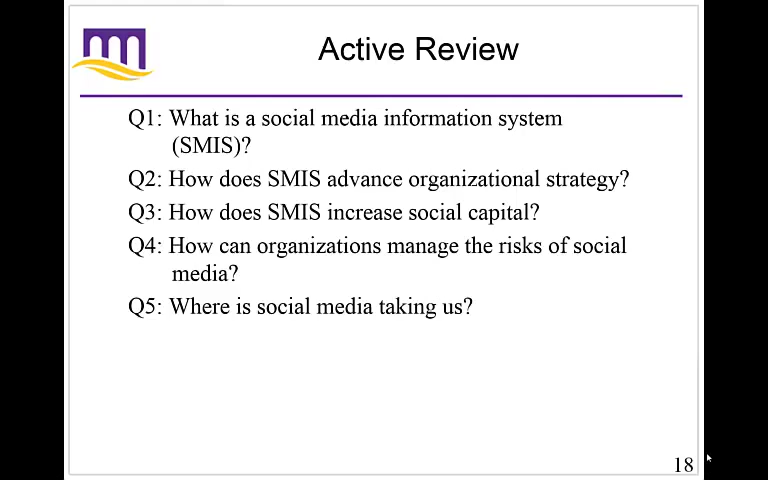 Active Review
Q1: What is a social media information system
(SMIS)?
Q2: How does SMIS advance organizational strategy?
Q3: How does SMIS increase social capital?
Q4: How can organizations manage the risks of social
media?
Q5: Where is social media taking us?
18